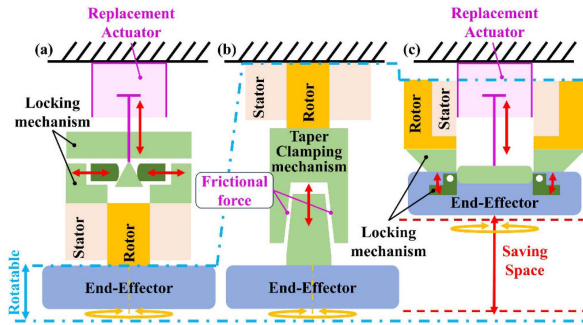 Replacement
Actuator
(a)
Locking
mechanism
Stator
Rotor
End-Effector
Rotatable
(b)
Stator
Rotor
Taper
Clamping
mechanism
Frictional
force
End-Effector
Replacement
Actuator
(c)
Rotor
Stator
End-Effector
Locking
mechanism
Saving
Space